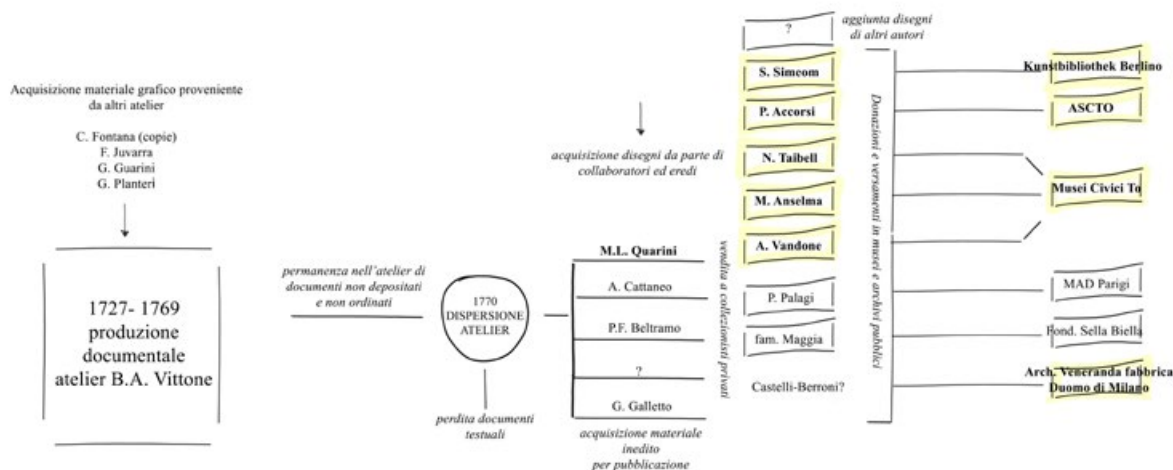 Acquisizione materiale grafico proveniente
da altri atelier
C. Fontana (copie)
F. Juvarra
G. Guarini
G. Planteri
1727- 1769
produzione
documentale
atelier B.A. Vittone
permanenza nell'atelier di
documenti non depositati
e non ordinati
1770
DISPERSIONE
ATELIER
perdita documenti
testuali
acquisizione disegni da parte di
collaboratori ed eredi
M.L. Quarini
A. Cattaneo
P.F. Beltramo
?
G. Galletto
acquisizione materiale
inedito
per pubblicazione
vendita a collezionisti privati
?
S. Simeom
P. Accorsi
N. Taibell
M. Anselma
A. Vandone
P. Palagi
fam. Maggia
Castelli-Berroni?
aggiunta disegni
di altri autori
Donazioni e versamenti in musei e archivi pubblici
Kunstbibliothek Berlino
ASCTO
Musei Civici To
MAD Parigi
Fond. Sella Biella
Arch. Veneranda fabbrica
Duomo di Milano